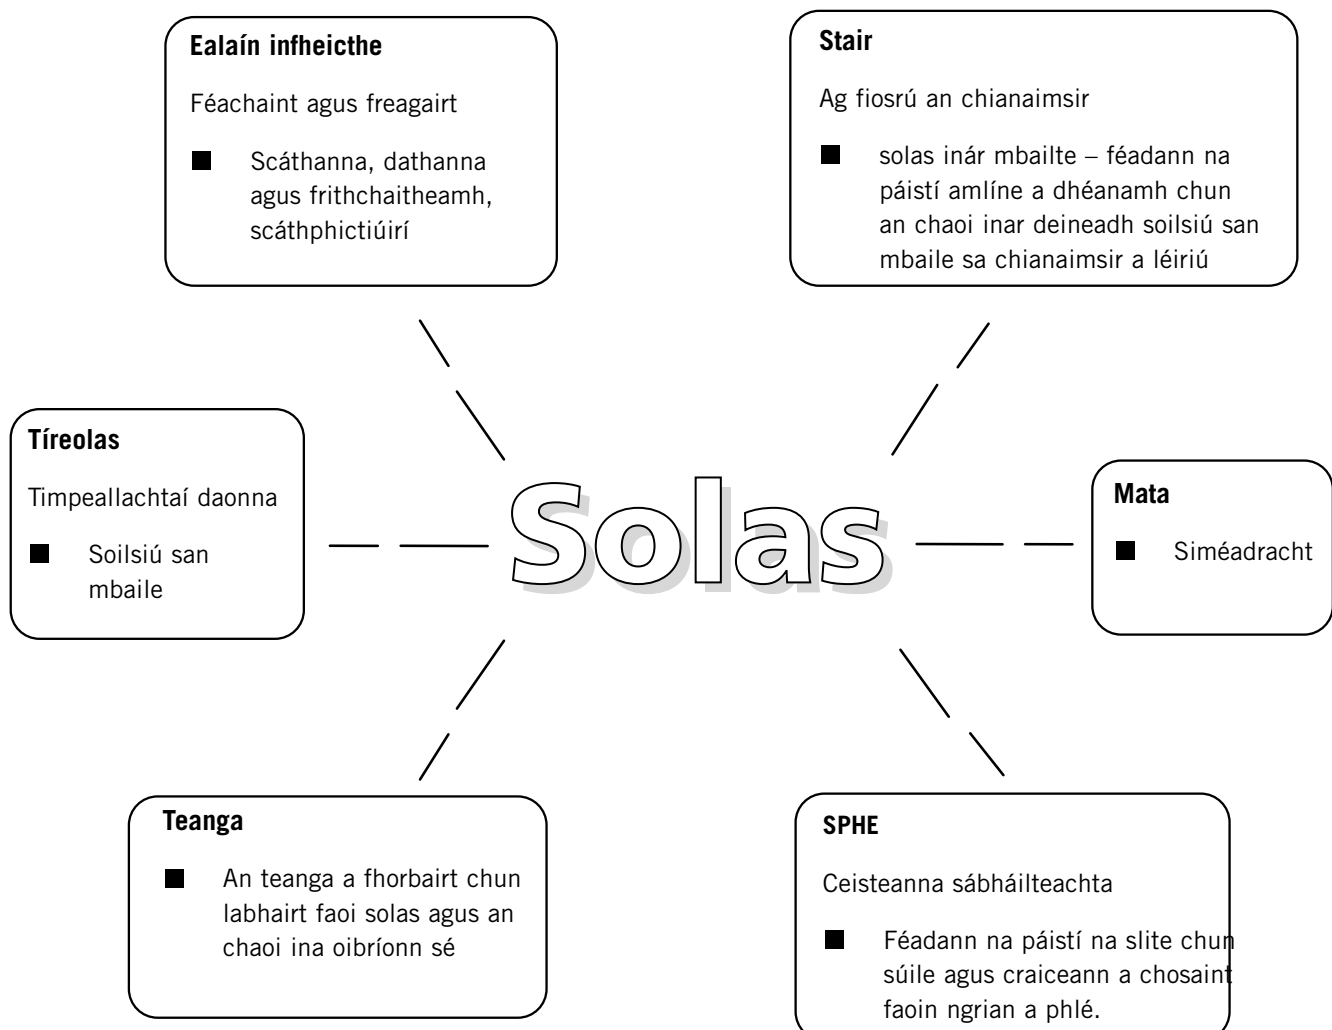 Ealaín infheicthe
Féachaint agus freagairt
■ Scáthanna, dathanna
agus frithchaitheamh,
scáthphictiúirí
Stair
Ag fiosrú an chianaimsir
■ solas inár mbailte – féadann na
páistí amlíne a dhéanamh chun
an chaoi inar deineadh soilsiú san
mbaile sa chianaimsir a léiriú
Tíreolas
Timpeallachtaí daonna
■ Soilsiú san
mbaile
Solas
Mata
■ Siméadracht
Teanga
■ An teanga a fhorbairt chun
labhairt faoi solas agus an
chaoi ina oibríonn sé
SPHE
Ceisteanna sábháilteachta
■ Féadann na páistí na slite chun
súile agus craiceann a chosaint
faoin ngrian a phlé.